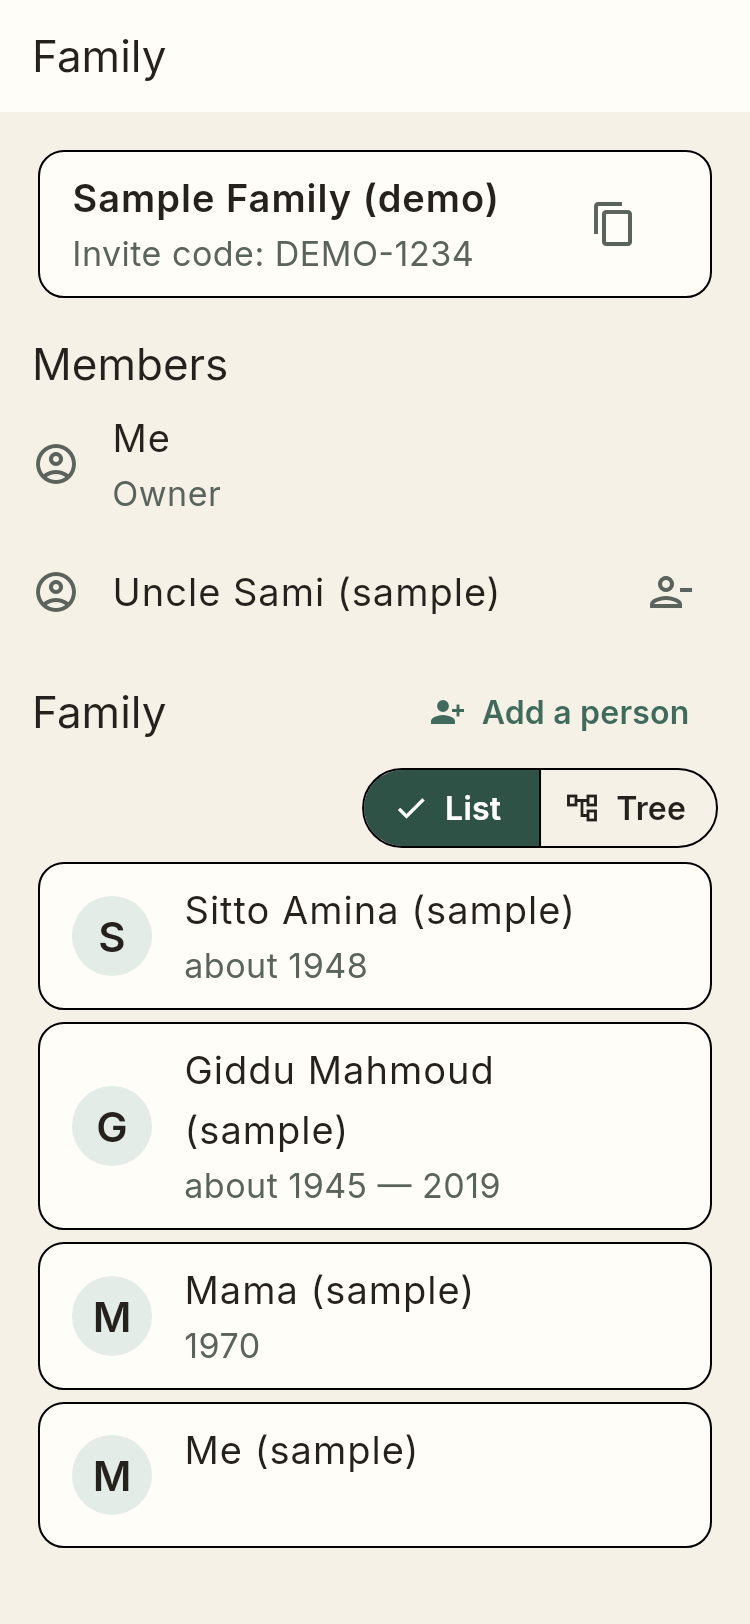 Family
Sample Family (demo)
Invite code: DEMO-1234
Members
Me
Owner
Uncle Sami (sample)
Family
Add a person
List
Tree
S
Sitto Amina (sample)
about 1948
G
Giddu Mahmoud
(sample)
about 1945 — 2019
M
Mama (sample)
1970
M
Me (sample)